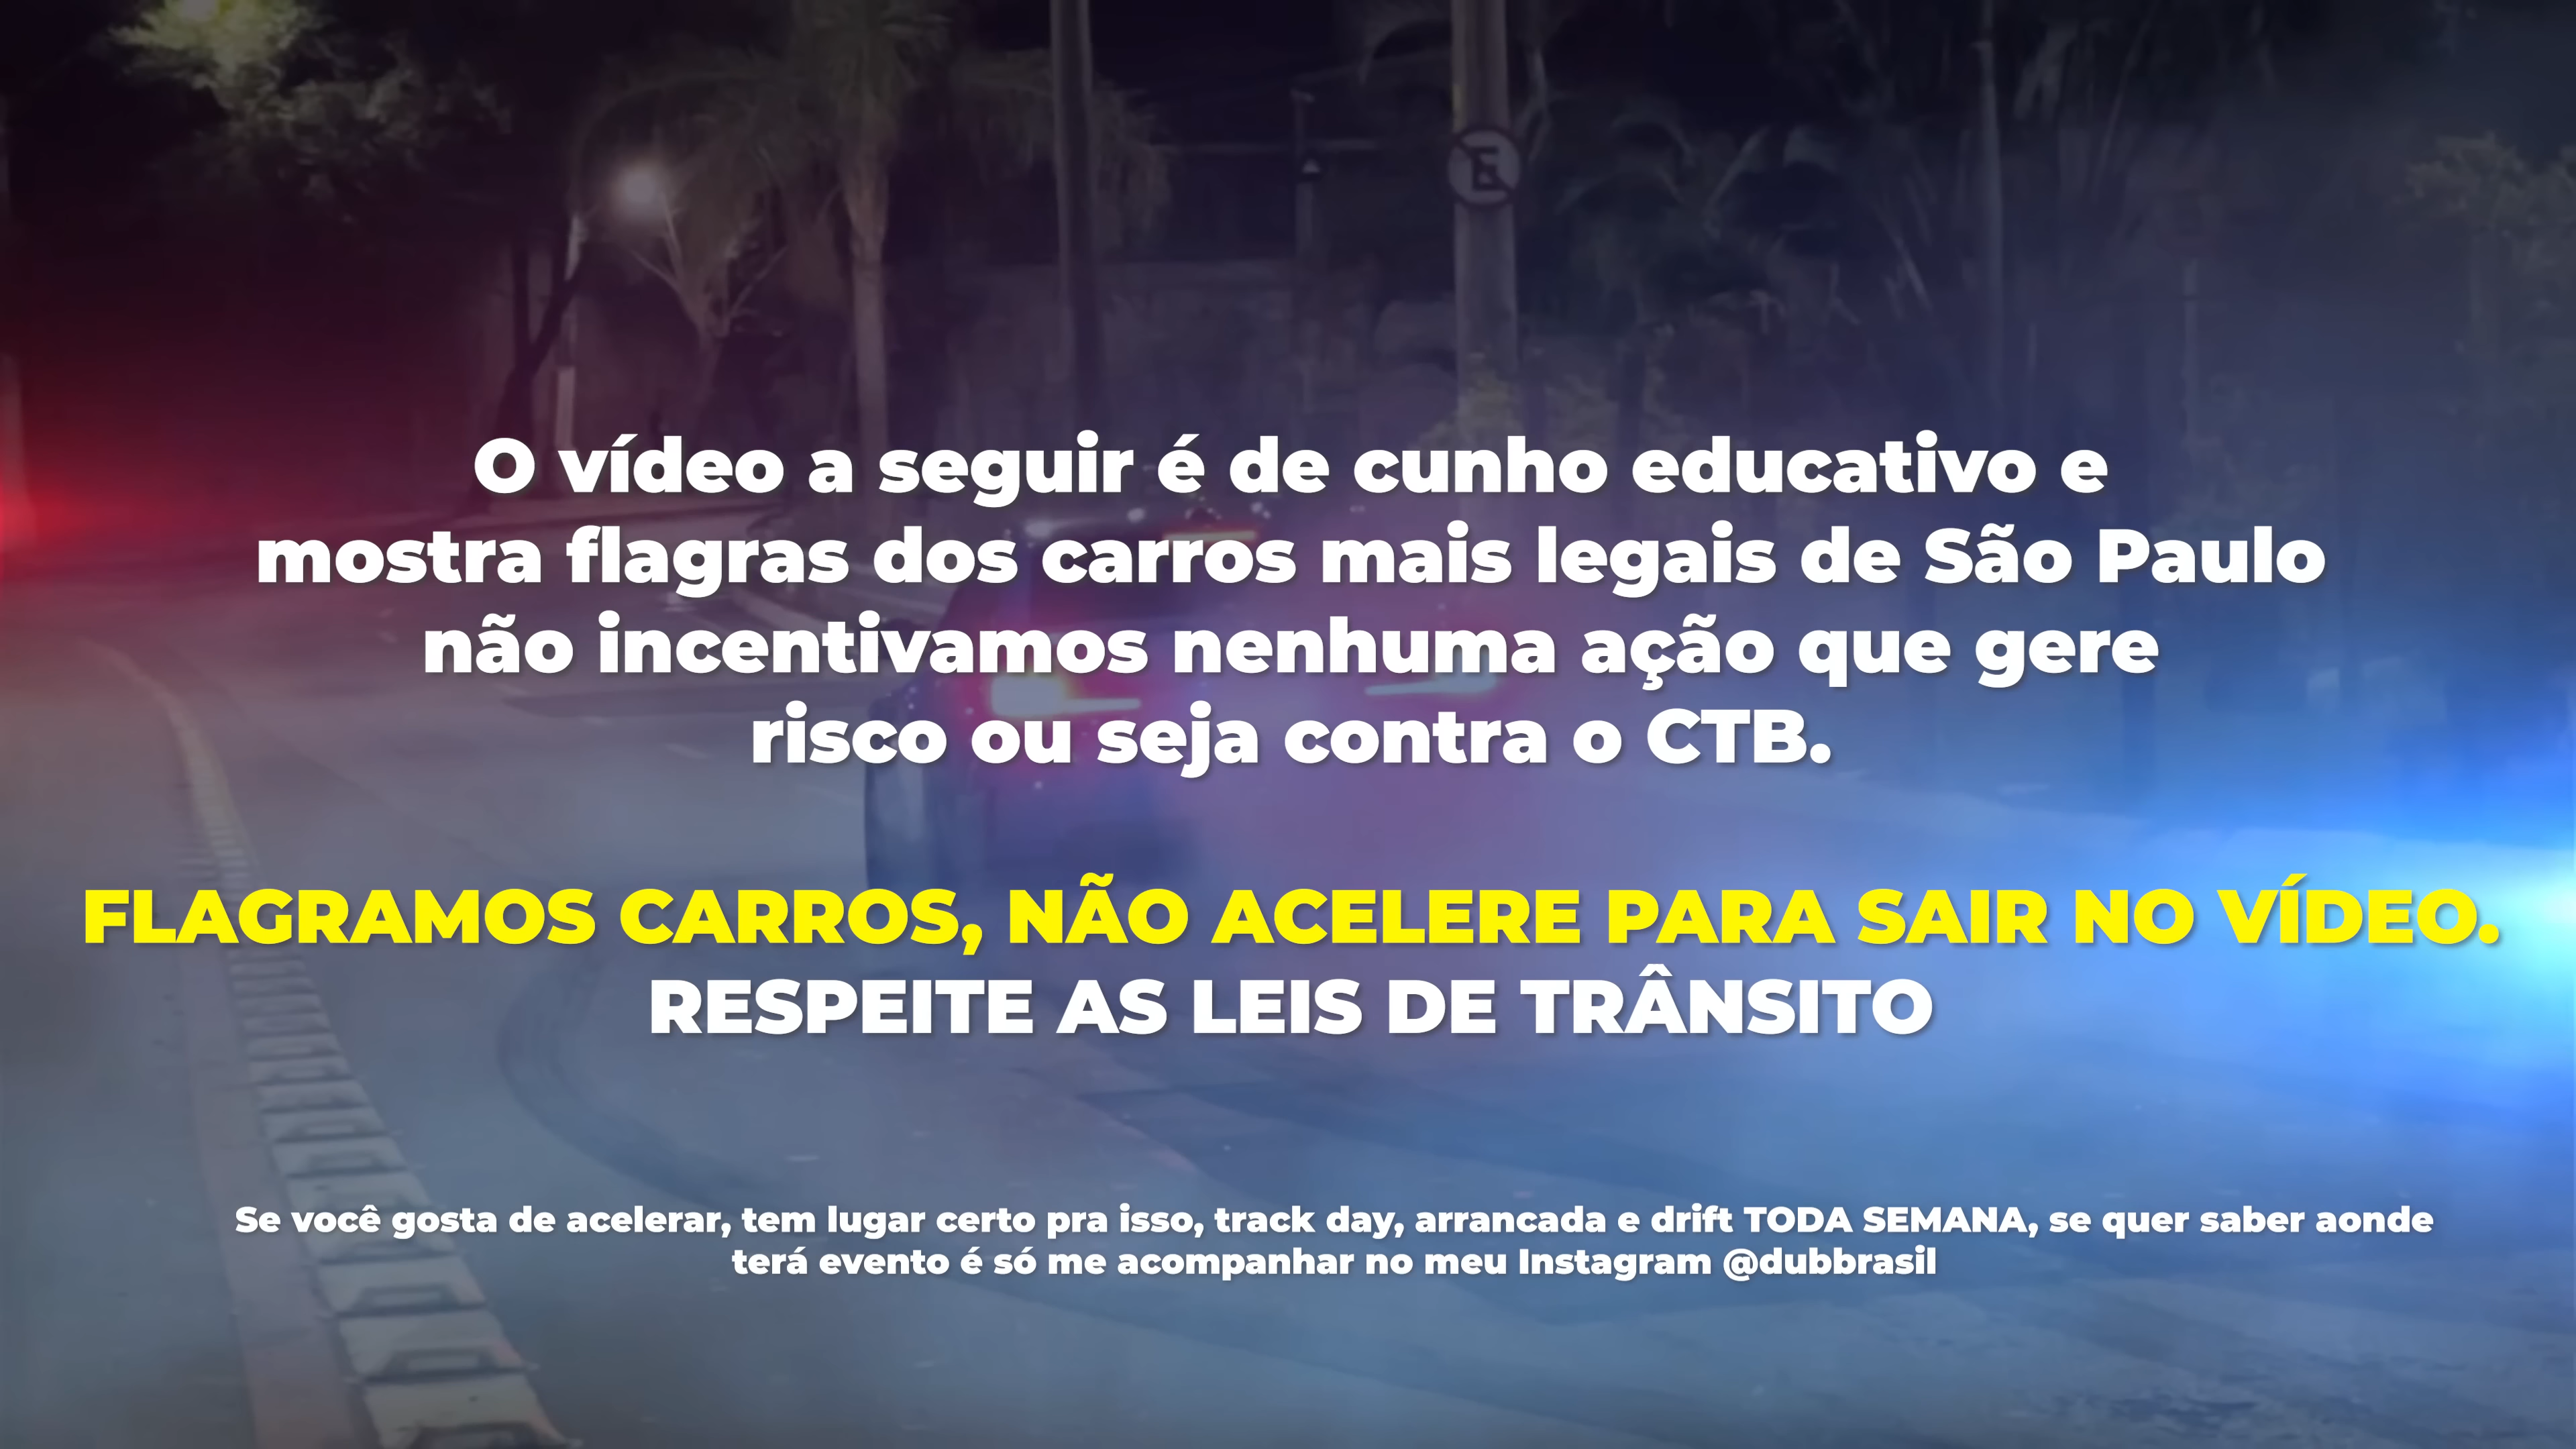 O vídeo a seguir é de cunho educativo e
mostra flagras dos carros mais legais de São Paulo
não incentivamos nenhuma ação que gere
risco ou seja contra o CTB.
FLAGRAMOS CARROS, NÃO ACELERE PARA SAIR NO VÍDEO.
RESPEITE AS LEIS DE TRÂNSITO
Se você gosta de acelerar, tem lugar certo pra isso, track day, arrancada e drift TODA SEMANA, se quer saber aonde
terá evento é só me acompanhar no meu Instagram @dubbrasil
E